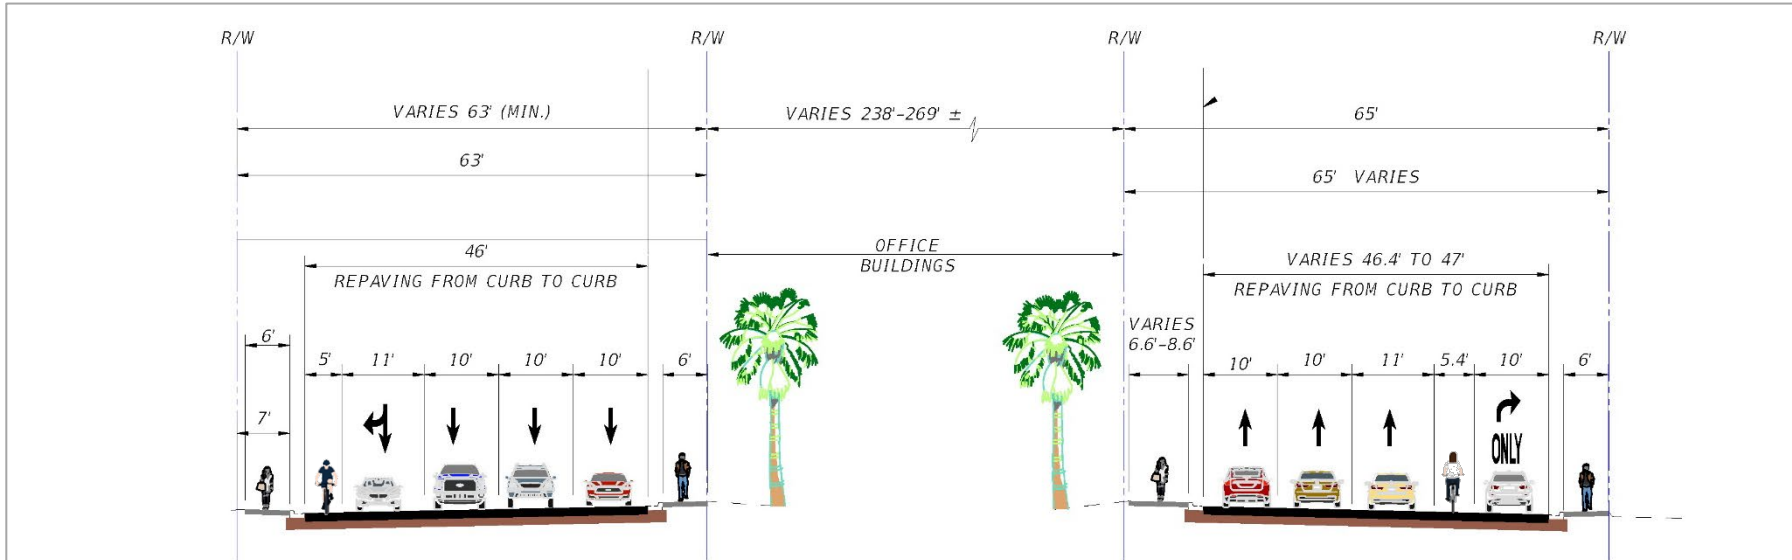 R/W R/W R/W R/W
VARIES 63' (MIN.) VARIES 238'-269' ± 65'
63' 65' VARIES
46' OFFICE VARIES 46.4' TO 47'
REPAVING FROM CURB TO CURB BUILDINGS REPAVING FROM CURB TO CURB
VARIES
6' 6.6'-8.6'
5' 11' 10' 10' 10' 6' 10' 10' 11' 5.4' 10' 6'
7'
ONLY